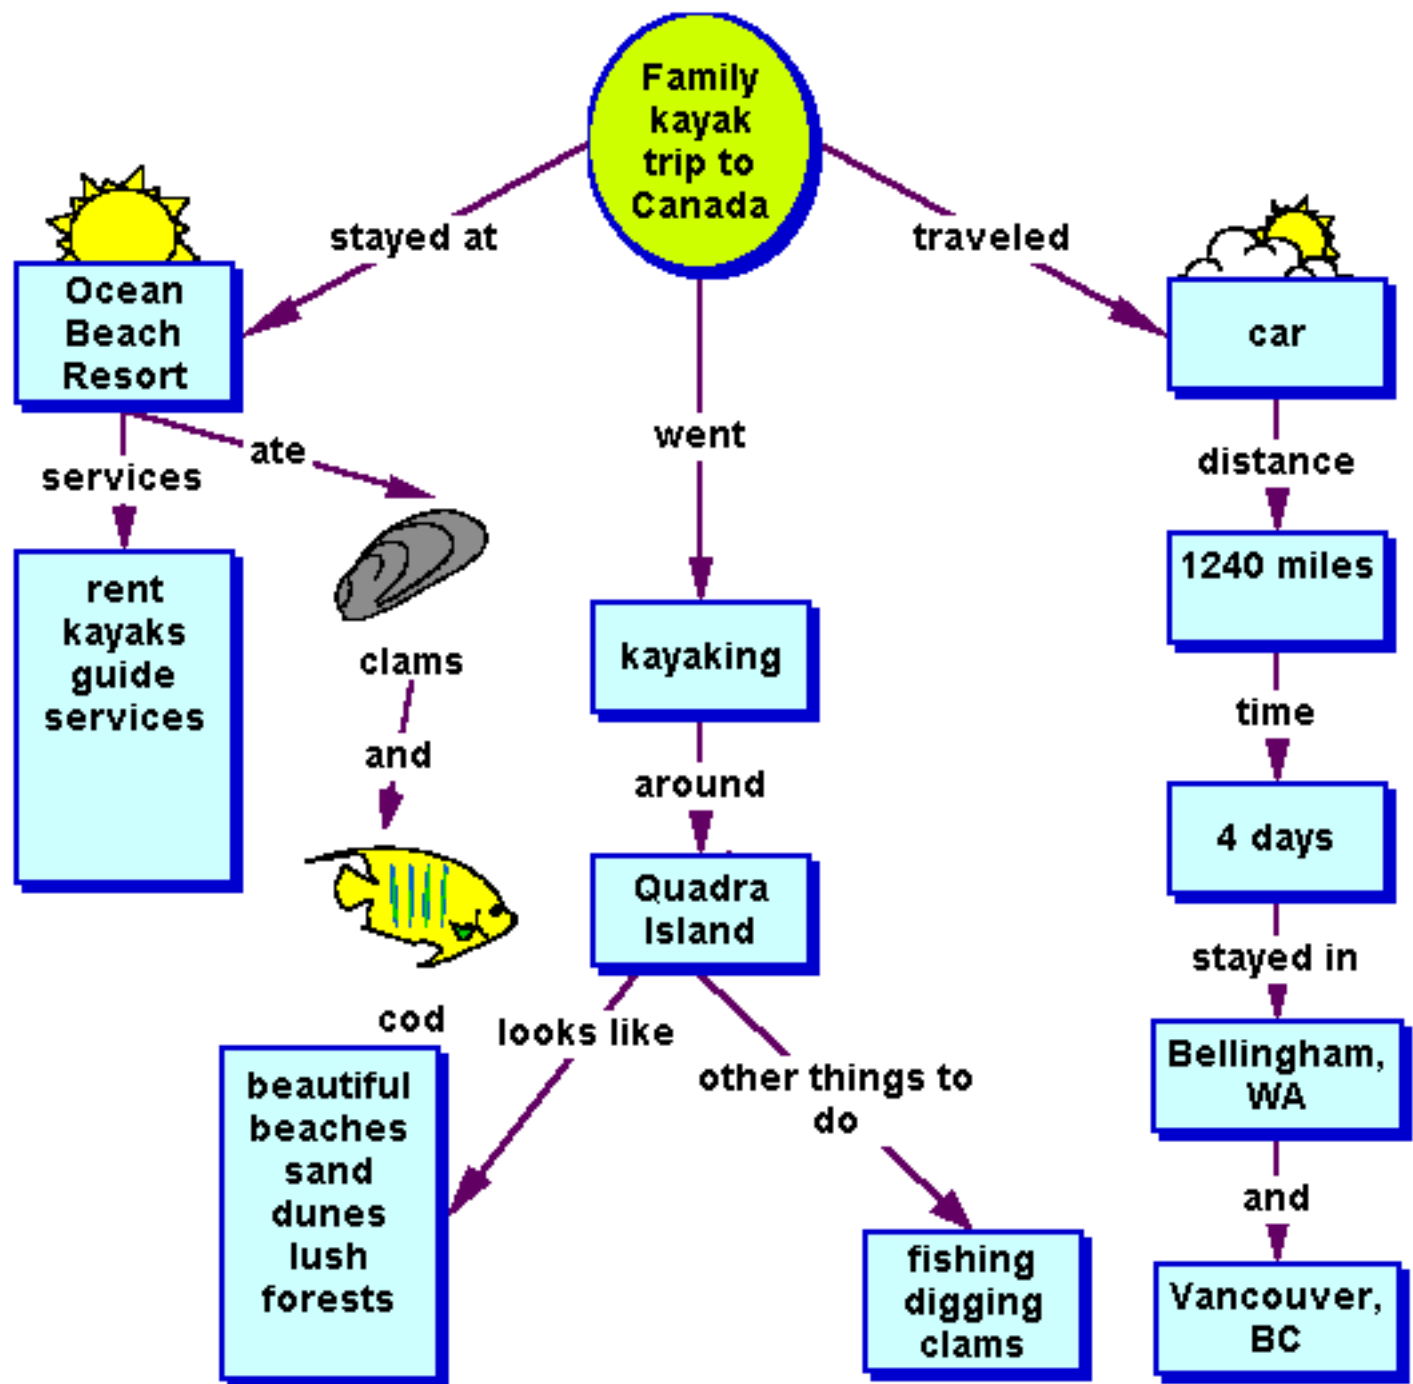 Family
kayak
trip to
Canada
stayed at
traveled
Ocean
Beach
Resort
car
services
ate
went
distance
rent
kayaks
guide
services
clams
and
cod
kayaking
around
Quadra
Island
looks like
beautiful
beaches
sand
dunes
lush
forests
other things to
do
fishing
digging
clams
1240 miles
time
4 days
stayed in
Bellingham,
WA
and
Vancouver,
BC